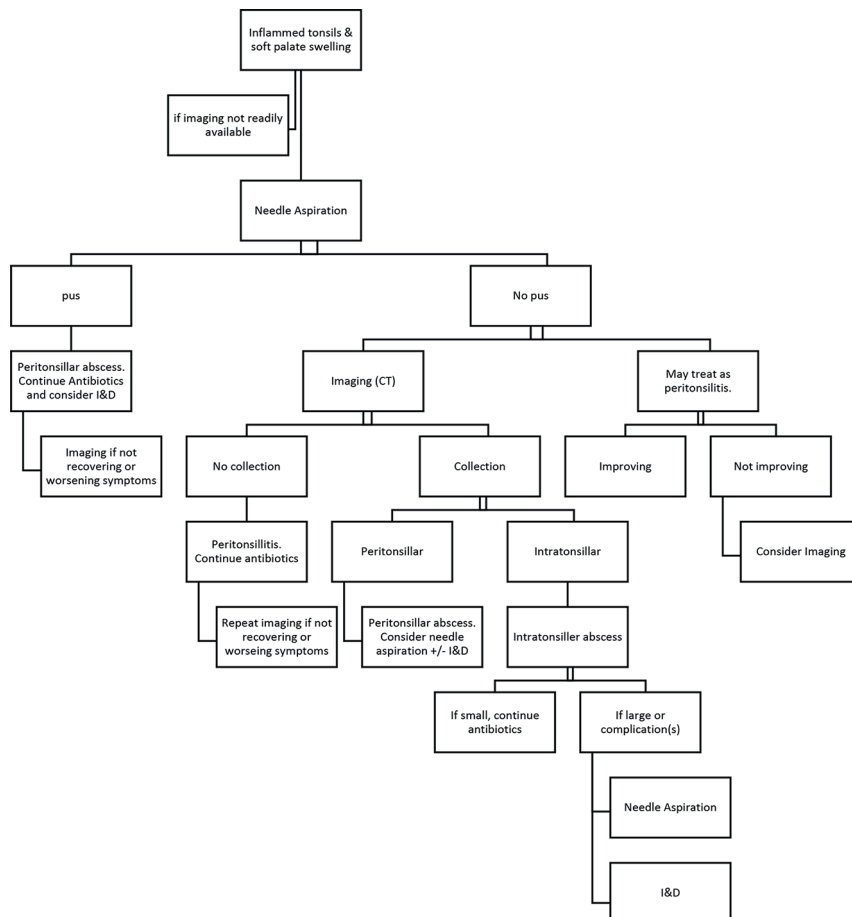 Inflammed tonsils &
soft palate swelling
if imaging not readily
available
Needle Aspiration
pus
No pus
Peritonsillar abscess.
Continue Antibiotics
and consider I&D
Imaging (CT)
May treat as
peritonsilitis.
Imaging if not
recovering or
worsening symptoms
No collection
Collection
Improving
Not improving
Peritonsillitis.
Continue antibiotics
Peritonsillar
Intratonsillar
Consider Imaging
Repeat imaging if not
recovering or
worseing symptoms
Peritonsillar abscess.
Consider needle
aspiration +/- I&D
Intratonsiller abscess
If small, continue
antibiotics
If large or
complication(s)
Needle Aspiration
I&D